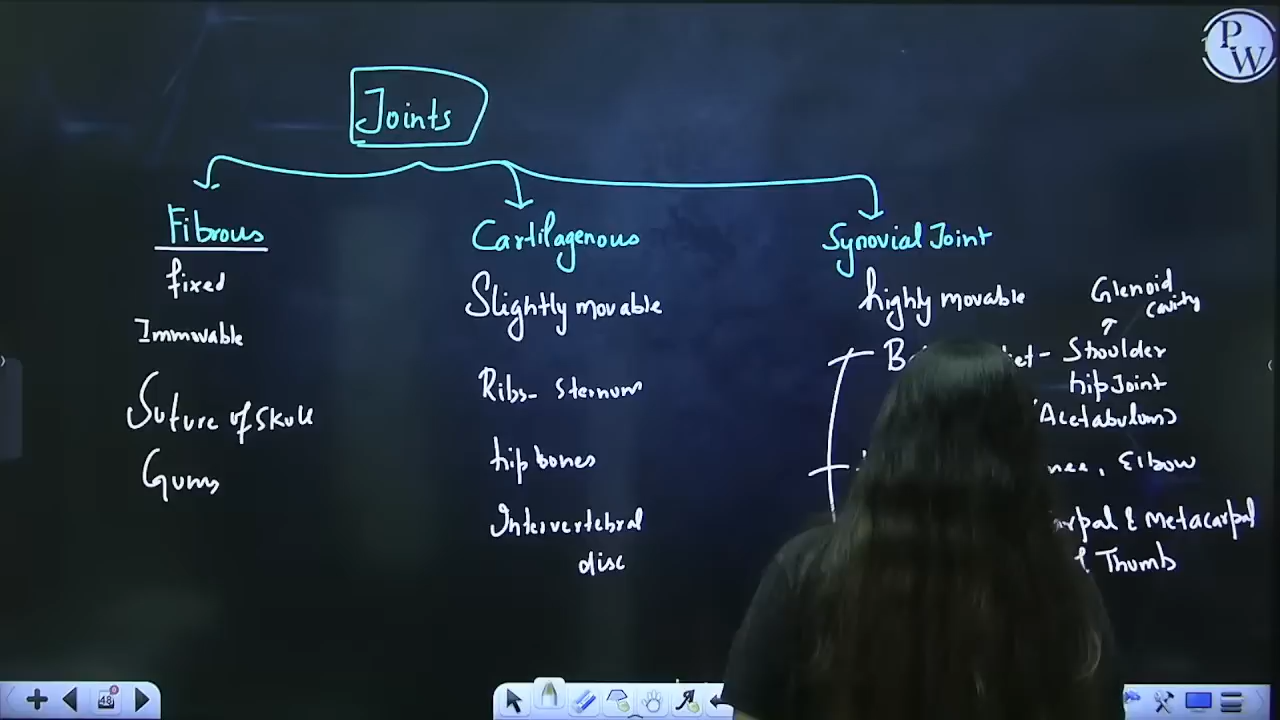 PW
Joints
Fibrous
fixed
Immovable
Suture of Skull
Gums
Cartilagenous
Slightly movable
Ribs- Sternum
hip bones
Intervertebral
disc
Synovial Joint
highly movable
Glenoid
cavity
Shoulder
hip Joint
(Acetabulum)
Elbow
& Metacarpal
Thumb
48